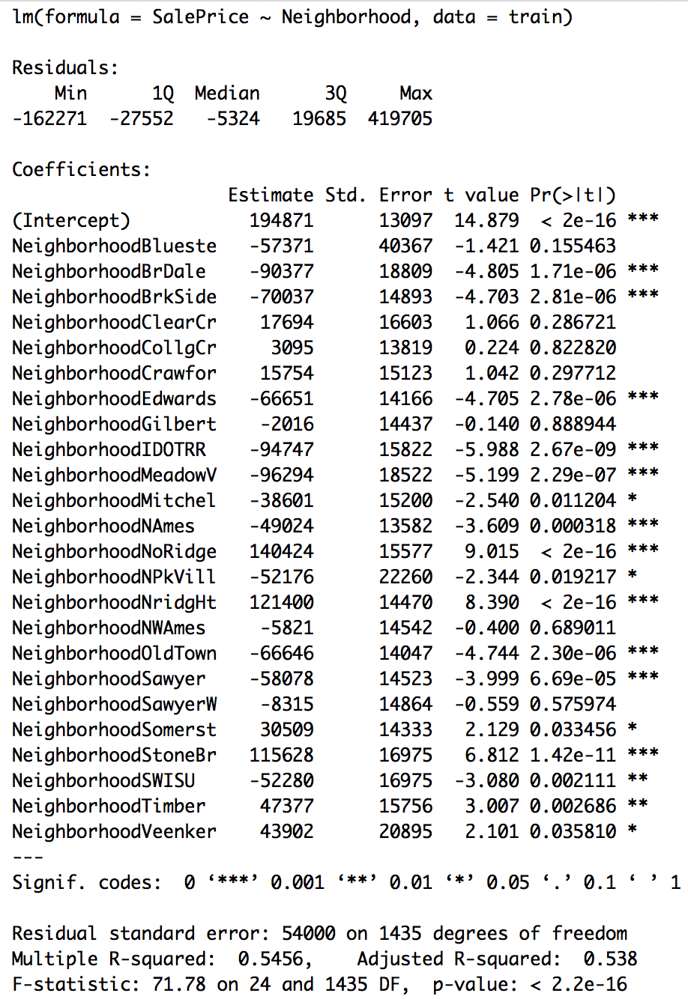 lm(formula = SalePrice ~ Neighborhood, data = train)
Residuals:
Min 1Q Median 3Q Max
-162271 -27552 -5324 19685 419705
Coefficients:
Estimate Std. Error t value Pr(>|t|)
(Intercept) 194871 13097 14.879 < 2e-16 ***
NeighborhoodBlueste -57371 40367 -1.421 0.155463
NeighborhoodBrDale -90377 18809 -4.805 1.71e-06 ***
NeighborhoodBrkSide -70037 14893 -4.703 2.81e-06 ***
NeighborhoodClearCr 17694 16603 1.066 0.286721
NeighborhoodCollgCr 3095 13819 0.224 0.822820
NeighborhoodCrawfor 15754 15123 1.042 0.297712
NeighborhoodEdwards -66651 14166 -4.705 2.78e-06 ***
NeighborhoodGilbert -2016 14437 -0.140 0.888944
NeighborhoodIDOTRR -94747 15822 -5.988 2.67e-09 ***
NeighborhoodMeadowV -96294 18522 -5.199 2.29e-07 ***
NeighborhoodMitchel -38601 15200 -2.540 0.011204 *
NeighborhoodNAmes -49024 13582 -3.609 0.000318 ***
NeighborhoodNoRidge 140424 15577 9.015 < 2e-16 ***
NeighborhoodNPkVill -52176 22260 -2.344 0.019217 *
NeighborhoodNridgHt 121400 14470 8.390 < 2e-16 ***
NeighborhoodNWAmes -5821 14542 -0.400 0.689011
NeighborhoodOldTown -66646 14047 -4.744 2.30e-06 ***
NeighborhoodSawyer -58078 14523 -3.999 6.69e-05 ***
NeighborhoodSawyerW -8315 14864 -0.559 0.575974
NeighborhoodSomerst 30509 14333 2.129 0.033456 *
NeighborhoodStoneBr 115628 16975 6.812 1.42e-11 ***
NeighborhoodSWISU -52280 16975 -3.080 0.002111 **
NeighborhoodTimber 47377 15756 3.007 0.002686 **
NeighborhoodVeenker 43902 20895 2.101 0.035810 *
---
Signif. codes: 0 ‘***’ 0.001 ‘**’ 0.01 ‘*’ 0.05 ‘.’ 0.1 ‘ ’ 1
Residual standard error: 54000 on 1435 degrees of freedom
Multiple R-squared: 0.5456, Adjusted R-squared: 0.538
F-statistic: 71.78 on 24 and 1435 DF, p-value: < 2.2e-16